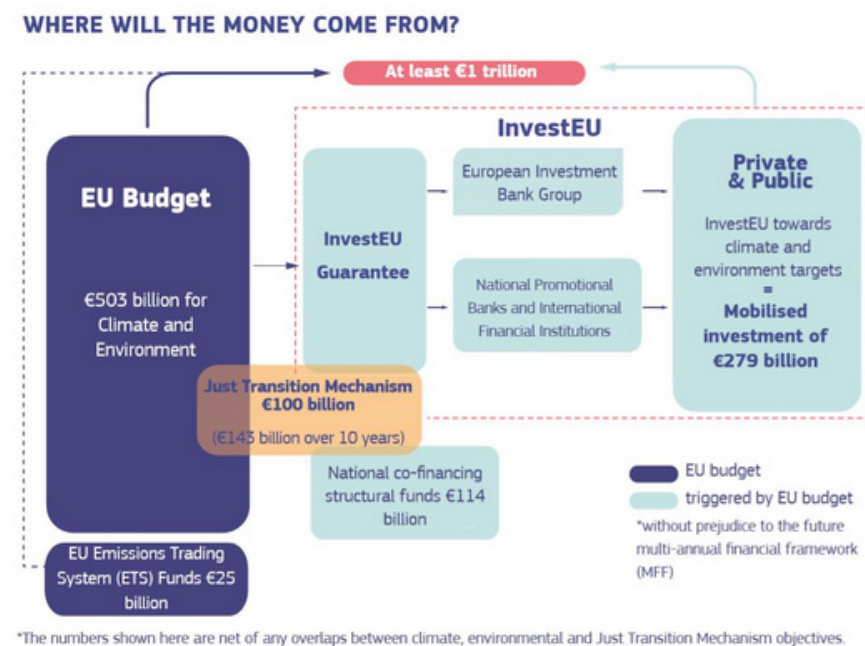 WHERE WILL THE MONEY COME FROM?
At least €1 trillion
InvestEU
EU Budget
€503 billion for
Climate and
Environment
InvestEU
Guarantee
European Investment
Bank Group
National Promotional
Banks and International
Financial Institutions
Private
& Public
InvestEU towards
climate and
environment targets
=
Mobilised
investment of
€279 billion
Just Transition Mechanism
€100 billion
(€143 billion over 10 years)
National co-financing
structural funds €114
billion
EU Emissions Trading
System (ETS) Funds €25
billion
EU budget
triggered by EU budget
*without prejudice to the future
multi-annual financial framework
(MFF)
*The numbers shown here are net of any overlaps between climate, environmental and Just Transition Mechanism objectives.